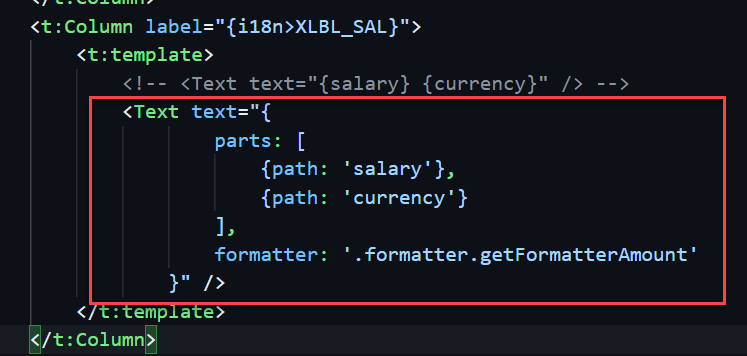 <t:Column label="{i18n>XLBL_SAL}">
<t:template>
<!-- <Text text="{salary} {currency}" /> -->
<Text text="{
parts: [
{path: 'salary'},
{path: 'currency'}
],
formatter: '.formatter.getFormatterAmount'
}" />
</t:template>
</t:Column>